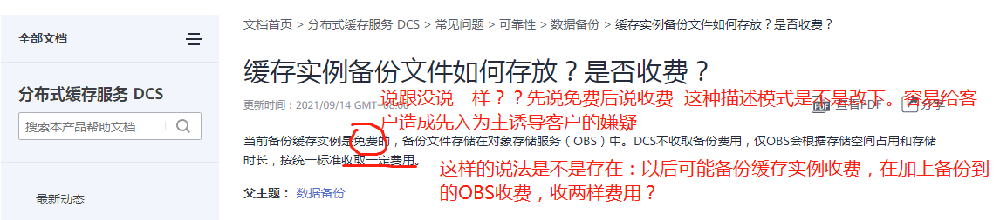 文档首页 > 分布式缓存服务 DCS > 常见问题 > 可靠性 > 数据备份 > 缓存实例备份文件如何存放？是否收费？
全部文档
分布式缓存服务 DCS
搜索本产品帮助文档
最新动态
缓存实例备份文件如何存放？是否收费？
说跟没说一样？？先说免费后说收费 这种描述模式是不是改下。容易给客
户造成先入为主诱导客户的嫌疑
更新时间：2021/09/14 GMT+08:00
查看PDF
分享
当前备份缓存实例是免费的，备份文件存储在对象存储服务（OBS）中。DCS不收取备份费用，仅OBS会根据存储空间占用和存储
时长，按统一标准收取一定费用。
这样的说法是不是存在：以后可能备份缓存实例收费，在加上备份到
的OBS收费，收两样费用？
父主题： 数据备份